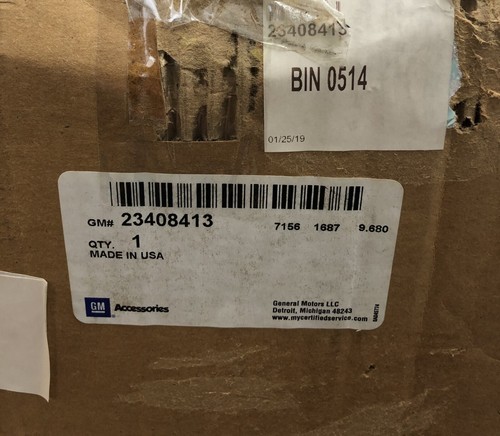 23408413
BIN 0514
01/25/19
GM# 23408413 7156 1687 9.680
QTY. 1
MADE IN USA
GM Accessories
General Motors LLC
Detroit, Michigan 48243
www.mycertifiedservice.com